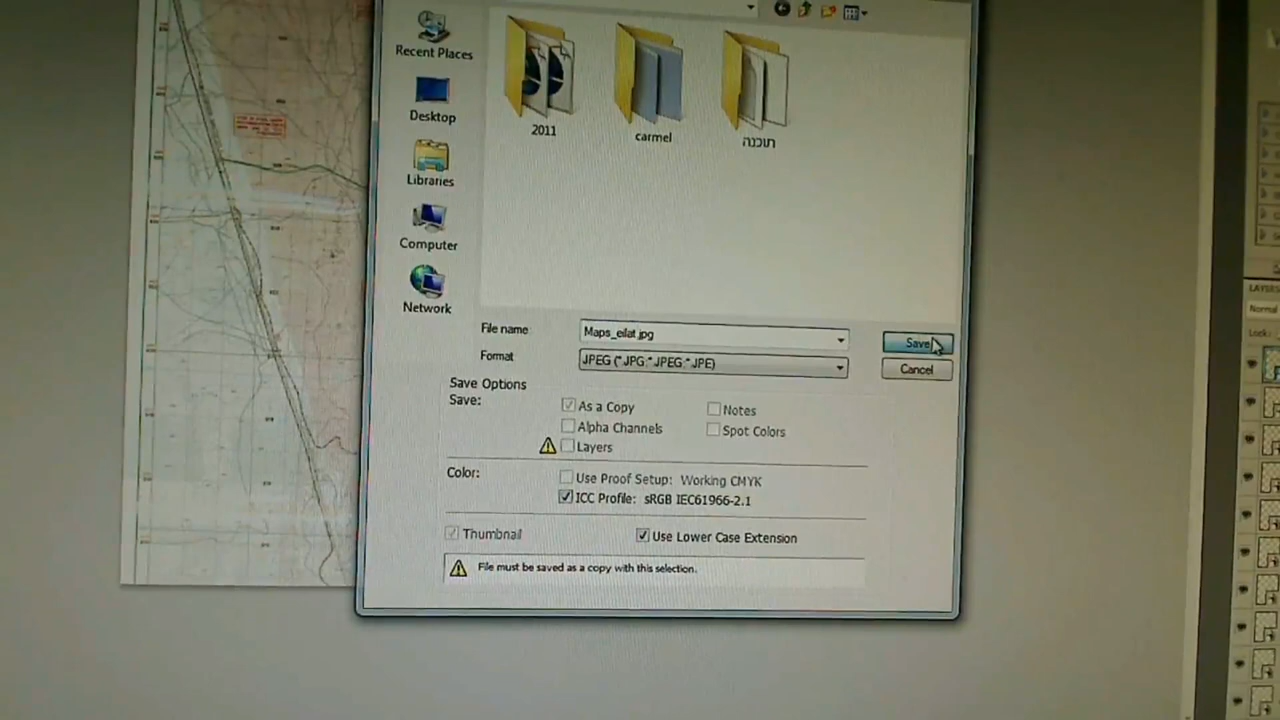 Recent Places
Desktop
Libraries
Computer
Network
2011
carmel
תוכנה
File name
Maps_eilat.jpg
Save
Format
JPEG (*.JPG;*.JPEG;*.JPE)
Cancel
Save Options
Save:
As a Copy
Notes
Alpha Channels
Spot Colors
Layers
Color:
Use Proof Setup: Working CMYK
ICC Profile: sRGB IEC61966-2.1
Thumbnail
Use Lower Case Extension
File must be saved as a copy with this selection.
LAYERS
Normal
Lock: